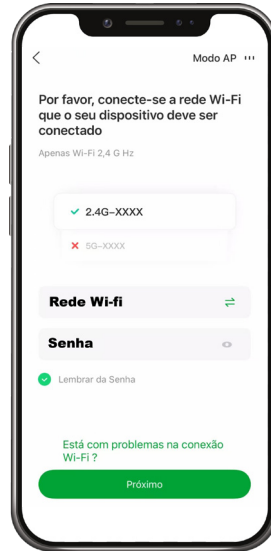 Modo AP
Por favor, conecte-se a rede Wi-Fi
que o seu dispositivo deve ser
conectado
Apenas Wi-Fi 2,4 G Hz
2.4G-XXXX
5G-XXXX
Rede Wi-fi
Senha
Lembrar da Senha
Está com problemas na conexão
Wi-Fi ?
Próximo